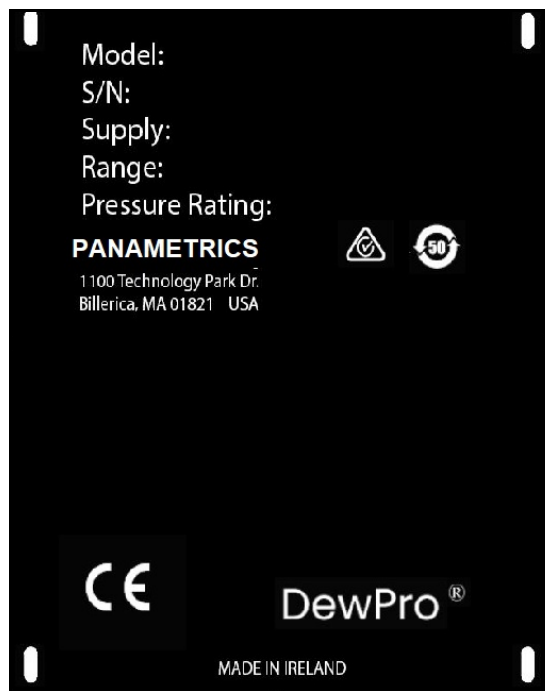 Model:
S/N:
Supply:
Range:
Pressure Rating:
PANAMETRICS
50
1100 Technology Park Dr.
Billerica, MA 01821 USA
CE
DewPro®
MADE IN IRELAND